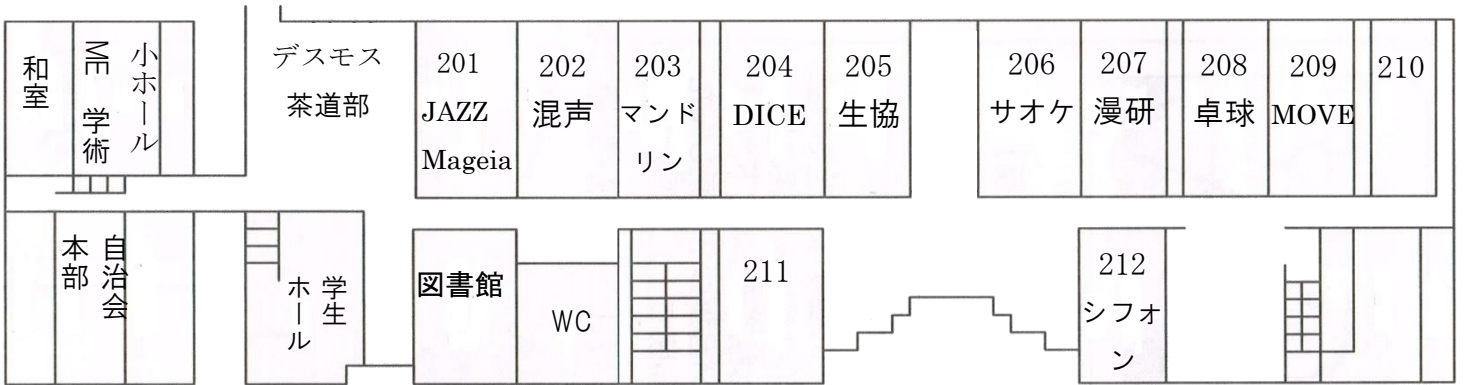 和室
ME 学術
小ホール
デスモス
茶道部
201
JAZZ
Mageia
202
混声
203
マンド
リン
204
DICE
205
生協
206
サオケ
207
漫研
208
卓球
209
MOVE
210
自治会
本部
学生
ホール
図書館
WC
211
212
シフォ
ン